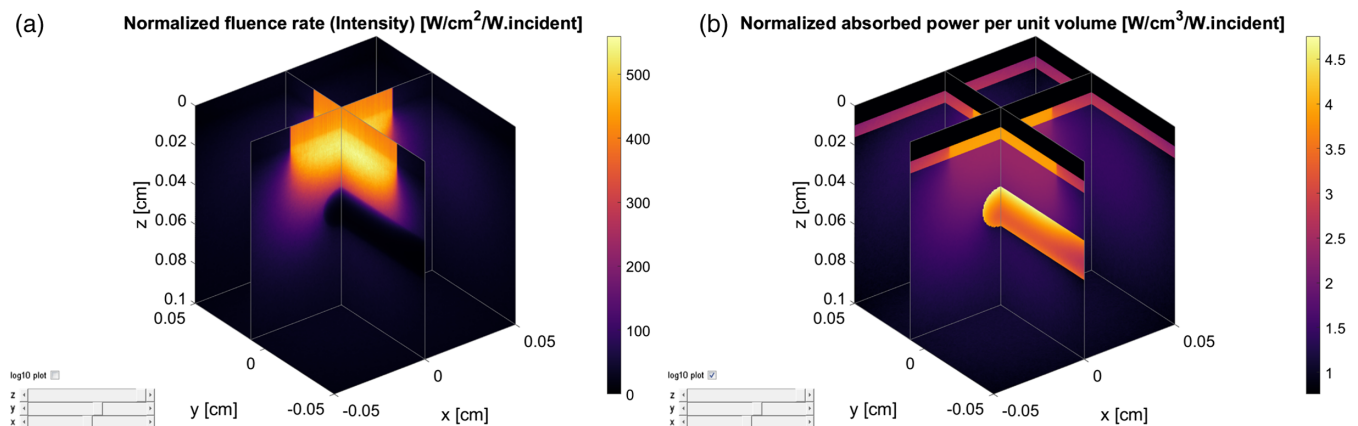 (a)
Normalized fluence rate (Intensity) [W/cm²/W.incident]
0
0.02
0.04
0.06
0.08
0.1
z [cm]
0.05
0
-0.05
y [cm]
-0.05
0
0.05
x [cm]
500
400
300
200
100
0
log10 plot
z
y
x
(b)
Normalized absorbed power per unit volume [W/cm³/W.incident]
0
0.02
0.04
0.06
0.08
0.1
z [cm]
0.05
0
-0.05
y [cm]
-0.05
0
0.05
x [cm]
4.5
4
3.5
3
2.5
2
1.5
1
log10 plot
z
y
x